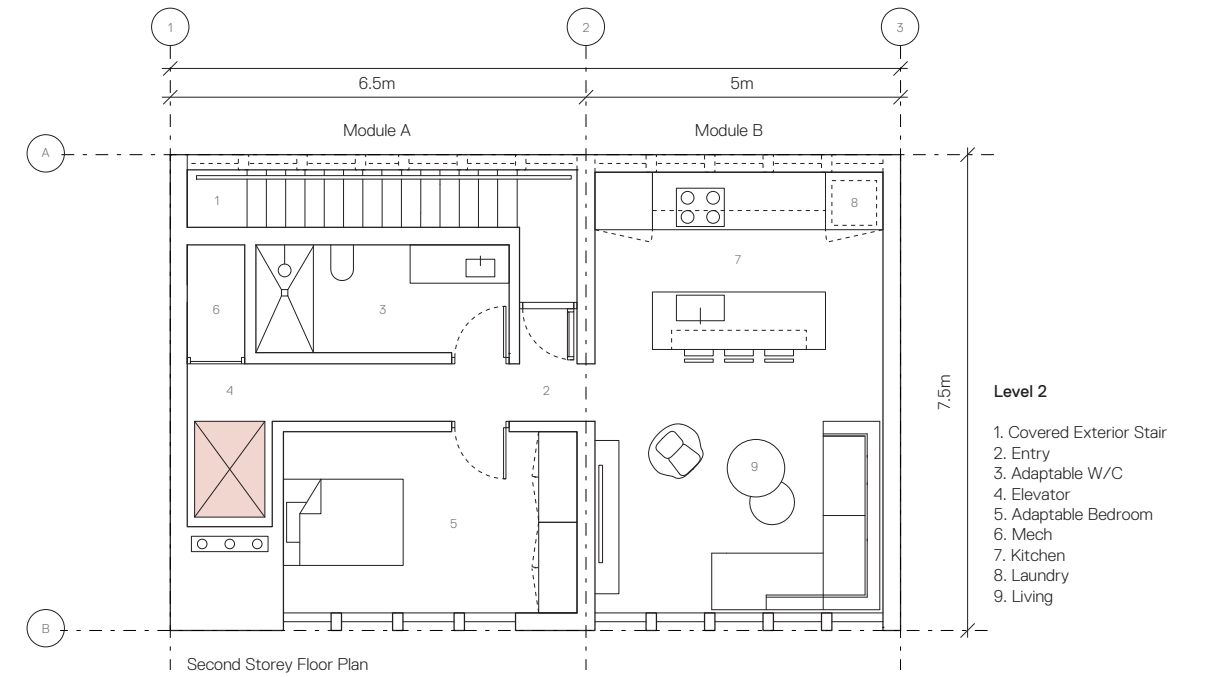 1
2
3
6.5m
5m
Module A
Module B
A
1
8
7
6
3
7.5m
4
2
Level 2
1. Covered Exterior Stair
2. Entry
3. Adaptable W/C
4. Elevator
5. Adaptable Bedroom
6. Mech
7. Kitchen
8. Laundry
9. Living
9
5
B
Second Storey Floor Plan